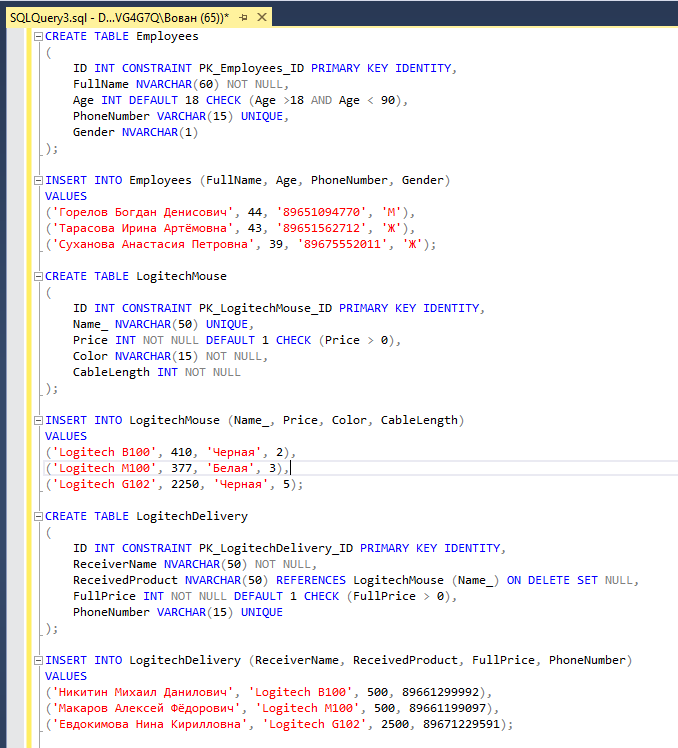 SQLQuery3.sql - D...VG4G7Q\Вован (65))*
CREATE TABLE Employees
(
    ID INT CONSTRAINT PK_Employees_ID PRIMARY KEY IDENTITY,
    FullName NVARCHAR(60) NOT NULL,
    Age INT DEFAULT 18 CHECK (Age >18 AND Age < 90),
    PhoneNumber VARCHAR(15) UNIQUE,
    Gender NVARCHAR(1)
);
INSERT INTO Employees (FullName, Age, PhoneNumber, Gender)
VALUES
('Горелов Богдан Денисович', 44, '89651094770', 'М'),
('Тарасова Ирина Артёмовна', 43, '89651562712', 'Ж'),
('Суханова Анастасия Петровна', 39, '89675552011', 'Ж');
CREATE TABLE LogitechMouse
(
    ID INT CONSTRAINT PK_LogitechMouse_ID PRIMARY KEY IDENTITY,
    Name_ NVARCHAR(50) UNIQUE,
    Price INT NOT NULL DEFAULT 1 CHECK (Price > 0),
    Color NVARCHAR(15) NOT NULL,
    CableLength INT NOT NULL
);
INSERT INTO LogitechMouse (Name_, Price, Color, CableLength)
VALUES
('Logitech B100', 410, 'Черная', 2),
('Logitech M100', 377, 'Белая', 3),
('Logitech G102', 2250, 'Черная', 5);
CREATE TABLE LogitechDelivery
(
    ID INT CONSTRAINT PK_LogitechDelivery_ID PRIMARY KEY IDENTITY,
    ReceiverName NVARCHAR(50) NOT NULL,
    ReceivedProduct NVARCHAR(50) REFERENCES LogitechMouse (Name_) ON DELETE SET NULL,
    FullPrice INT NOT NULL DEFAULT 1 CHECK (FullPrice > 0),
    PhoneNumber VARCHAR(15) UNIQUE
);
INSERT INTO LogitechDelivery (ReceiverName, ReceivedProduct, FullPrice, PhoneNumber)
VALUES
('Никитин Михаил Данилович', 'Logitech B100', 500, 89661299992),
('Макаров Алексей Фёдорович', 'Logitech M100', 500, 89661199097),
('Евдокимова Нина Кирилловна', 'Logitech G102', 2500, 89671229591);